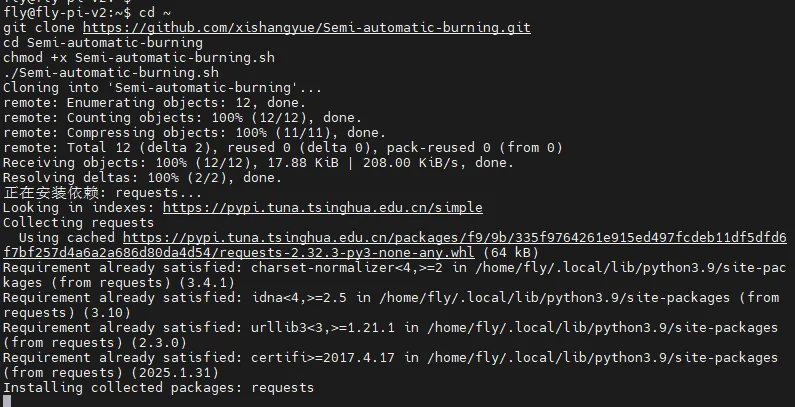 fly@fly-pi-v2:~$
fly@fly-pi-v2:~$ cd ~
git clone https://github.com/xishangyue/Semi-automatic-burning.git
cd Semi-automatic-burning
chmod +x Semi-automatic-burning.sh
./Semi-automatic-burning.sh
Cloning into 'Semi-automatic-burning'...
remote: Enumerating objects: 12, done.
remote: Counting objects: 100% (12/12), done.
remote: Compressing objects: 100% (11/11), done.
remote: Total 12 (delta 2), reused 0 (delta 0), pack-reused 0 (from 0)
Receiving objects: 100% (12/12), 17.88 KiB | 208.00 KiB/s, done.
Resolving deltas: 100% (2/2), done.
正在安装依赖: requests...
Looking in indexes: https://pypi.tuna.tsinghua.edu.cn/simple
Collecting requests
  Using cached https://pypi.tuna.tsinghua.edu.cn/packages/f9/9b/335f9764261e915ed497fcdeb11df5dfd6
f7bf257d4a6a2a686d80da4d54/requests-2.32.3-py3-none-any.whl (64 kB)
Requirement already satisfied: charset-normalizer<4,>=2 in /home/fly/.local/lib/python3.9/site-pac
kages (from requests) (3.4.1)
Requirement already satisfied: idna<4,>=2.5 in /home/fly/.local/lib/python3.9/site-packages (from
requests) (3.10)
Requirement already satisfied: urllib3<3,>=1.21.1 in /home/fly/.local/lib/python3.9/site-packages
(from requests) (2.3.0)
Requirement already satisfied: certifi>=2017.4.17 in /home/fly/.local/lib/python3.9/site-packages
(from requests) (2025.1.31)
Installing collected packages: requests